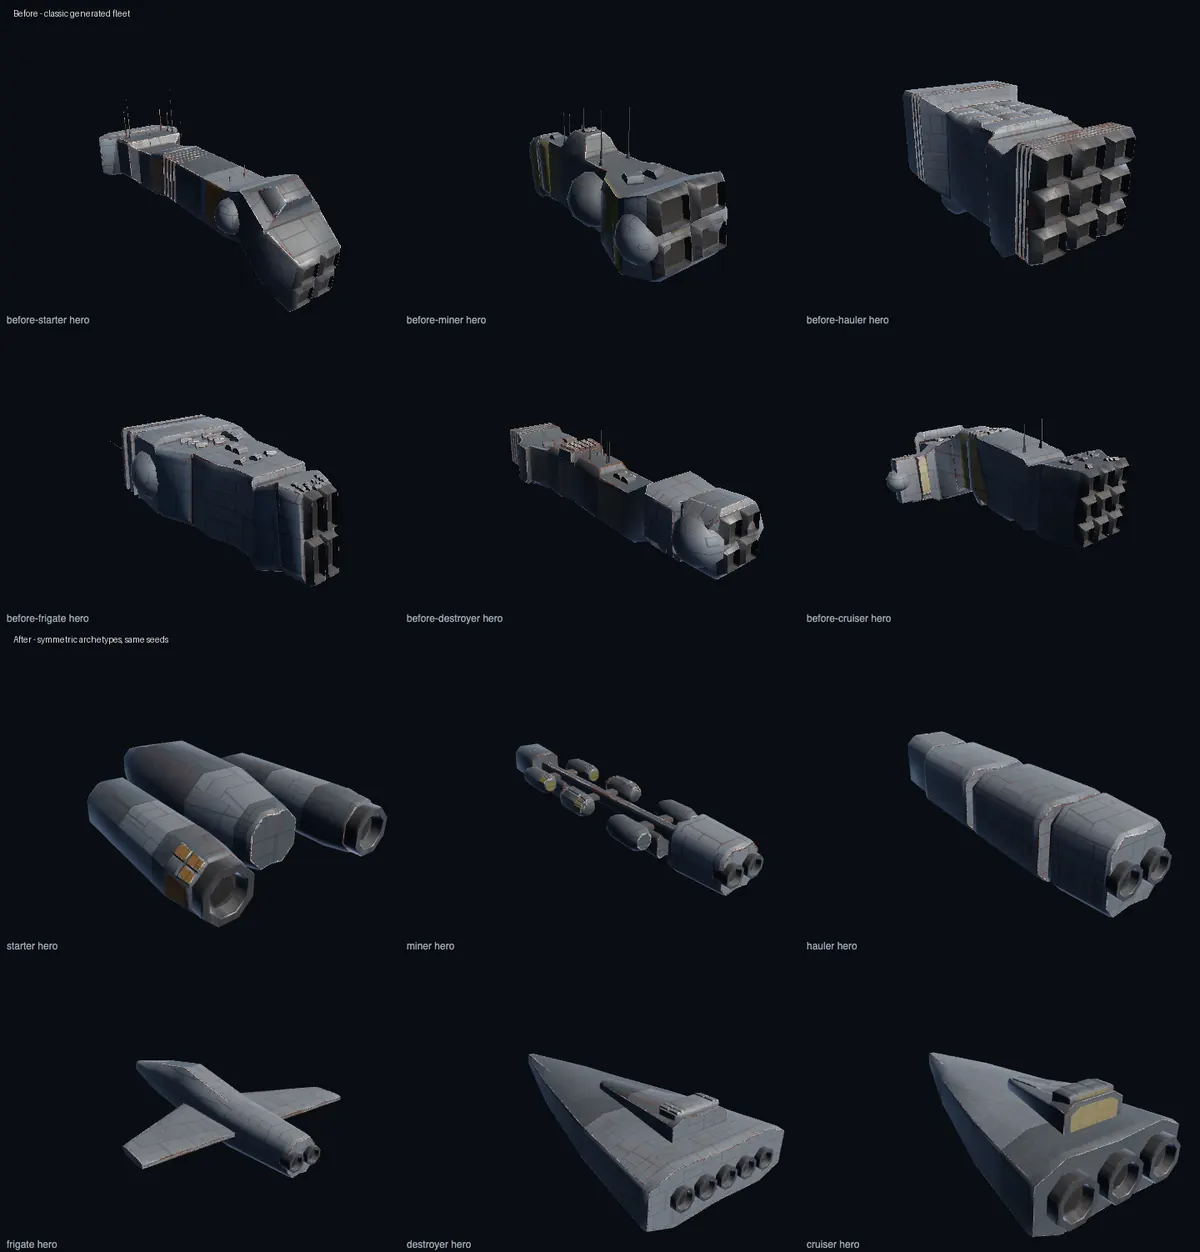 Before - classic generated fleet
before-starter hero
before-miner hero
before-hauler hero
before-frigate hero
before-destroyer hero
before-cruiser hero
After - symmetric archetypes, same seeds
starter hero
miner hero
hauler hero
frigate hero
destroyer hero
cruiser hero